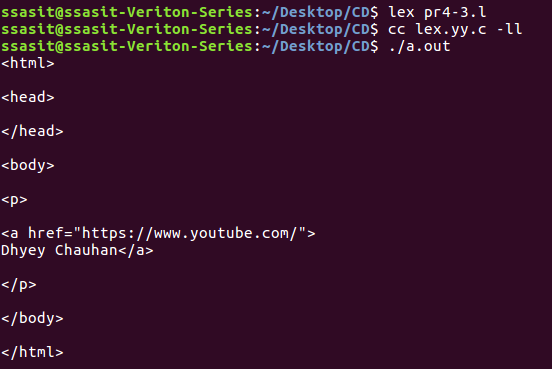 ssasit@ssasit-Veriton-Series:~/Desktop/CD$ lex pr4-3.l
ssasit@ssasit-Veriton-Series:~/Desktop/CD$ cc lex.yy.c -ll
ssasit@ssasit-Veriton-Series:~/Desktop/CD$ ./a.out
<html>
<head>
</head>
<body>
<p>
<a href="https://www.youtube.com/">
Dhyey Chauhan</a>
</p>
</body>
</html>